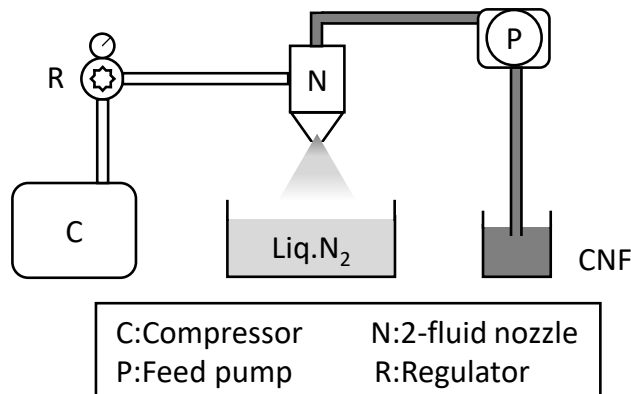 P
R
N
C
Liq.N₂
CNF
C:Compressor N:2-fluid nozzle
P:Feed pump R:Regulator